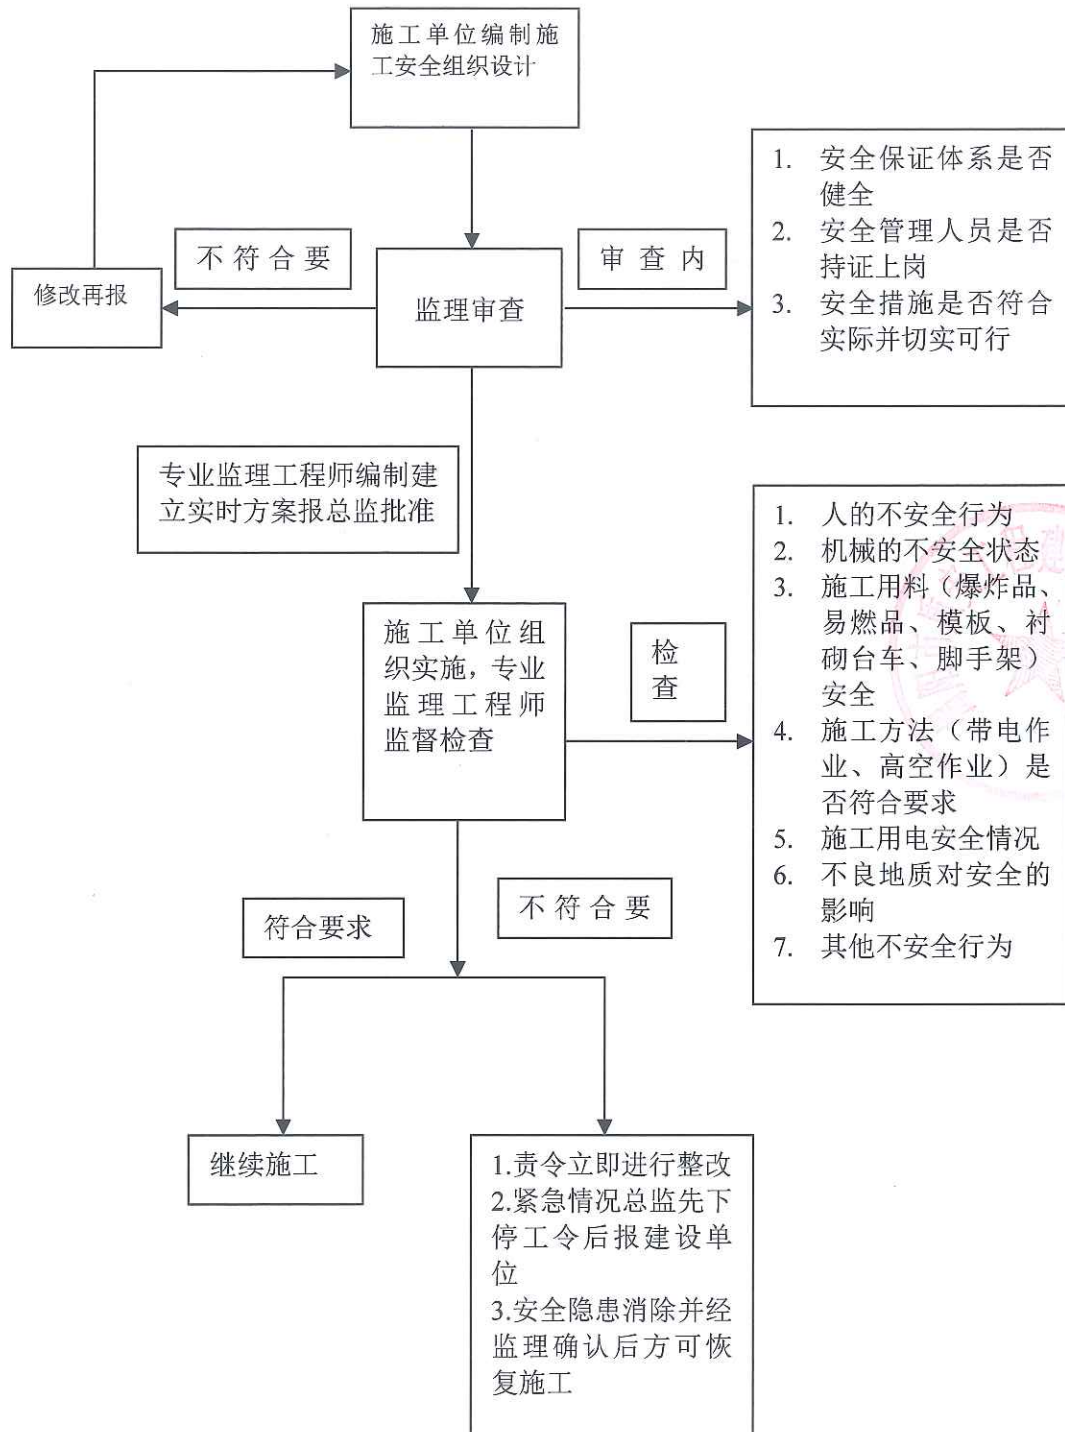 施工单位编制施
工安全组织设计
1. 安全保证体系是否
健全
2. 安全管理人员是否
持证上岗
3. 安全措施是否符合
实际并切实可行
不符合要
审查内
修改再报
监理审查
专业监理工程师编制建
立实时方案报总监批准
1. 人的不安全行为
2. 机械的不安全状态
3. 施工用料（爆炸品、
易燃品、模板、衬
砌台车、脚手架）
安全
4. 施工方法（带电作
业、高空作业）是
否符合要求
5. 施工用电安全情况
6. 不良地质对安全的
影响
7. 其他不安全行为
施工单位组
织实施，专业
监理工程师
监督检查
检
查
符合要求
不符合要
继续施工
1.责令立即进行整改
2.紧急情况总监先下
停工令后报建设单
位
3.安全隐患消除并经
监理确认后方可恢
复施工